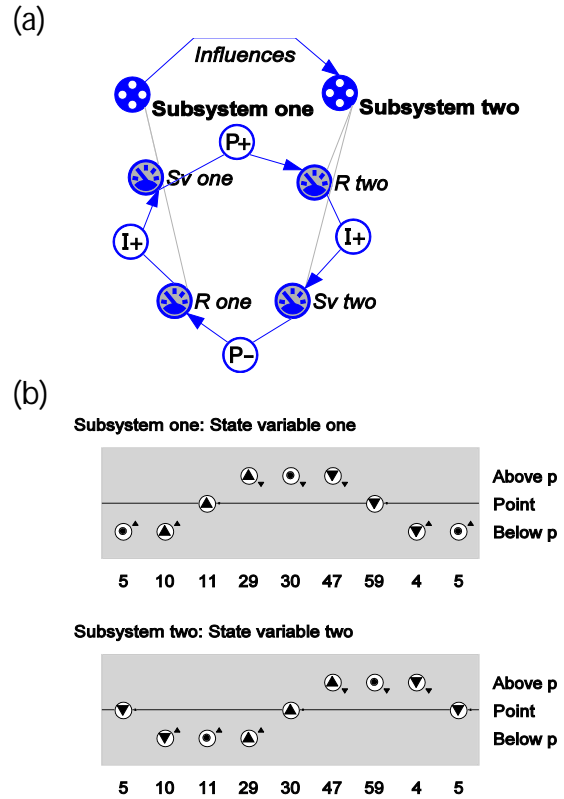 (a)
Influences
Subsystem one
Subsystem two
P+
Sv one
R two
I+
I+
R one
Sv two
P−
(b)
Subsystem one: State variable one
Above p
Point
Below p
5 10 11 29 30 47 59 4 5
Subsystem two: State variable two
Above p
Point
Below p
5 10 11 29 30 47 59 4 5